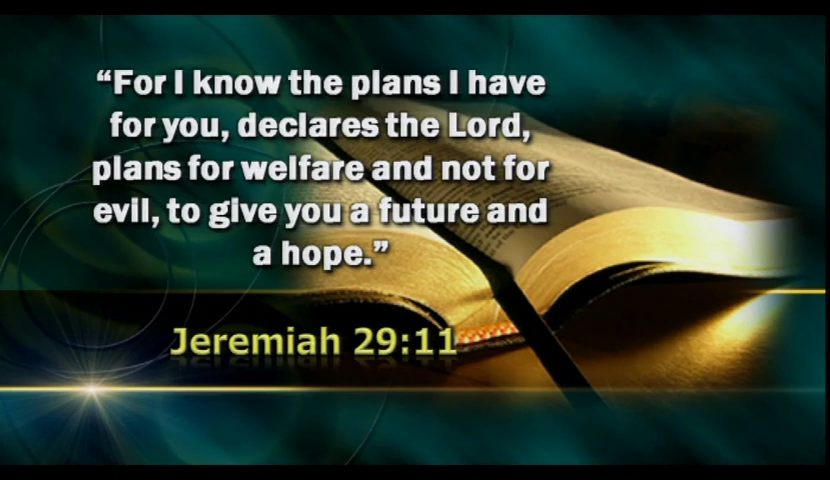 “For I know the plans I have
for you, declares the Lord,
plans for welfare and not for
evil, to give you a future and
a hope.”
Jeremiah 29:11